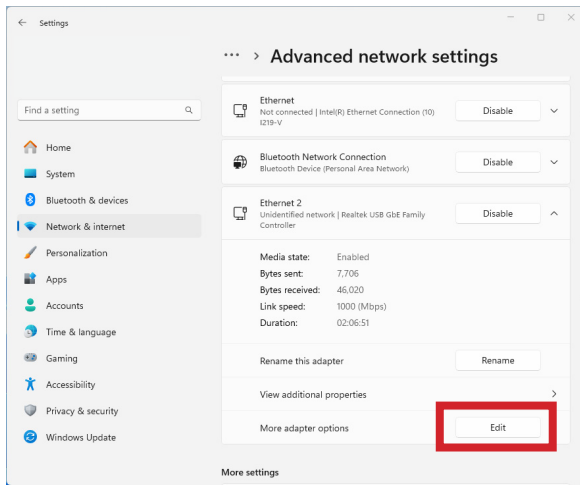 Settings
... > Advanced network settings
Find a setting
Home
System
Bluetooth & devices
Network & internet
Personalization
Apps
Accounts
Time & language
Gaming
Accessibility
Privacy & security
Windows Update
Ethernet
Not connected | Intel(R) Ethernet Connection (10)
I219-V
Disable
Bluetooth Network Connection
Bluetooth Device (Personal Area Network)
Disable
Ethernet 2
Unidentified network | Realtek USB GbE Family
Controller
Disable
Media state: Enabled
Bytes sent: 7,706
Bytes received: 46,020
Link speed: 1000 (Mbps)
Duration: 02:06:51
Rename this adapter Rename
View additional properties
More adapter options Edit
More settings